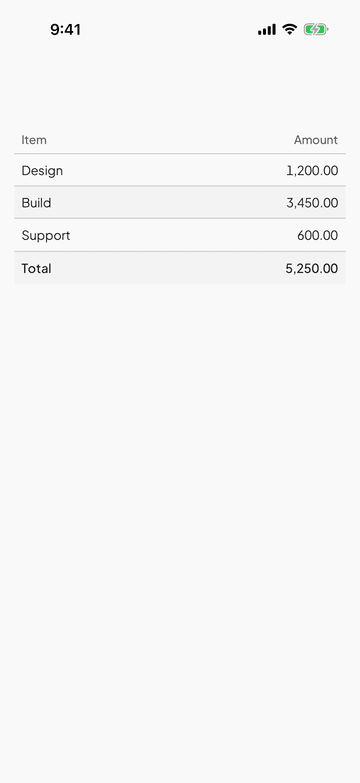 9:41
Item Amount
Design 1,200.00
Build 3,450.00
Support 600.00
Total 5,250.00